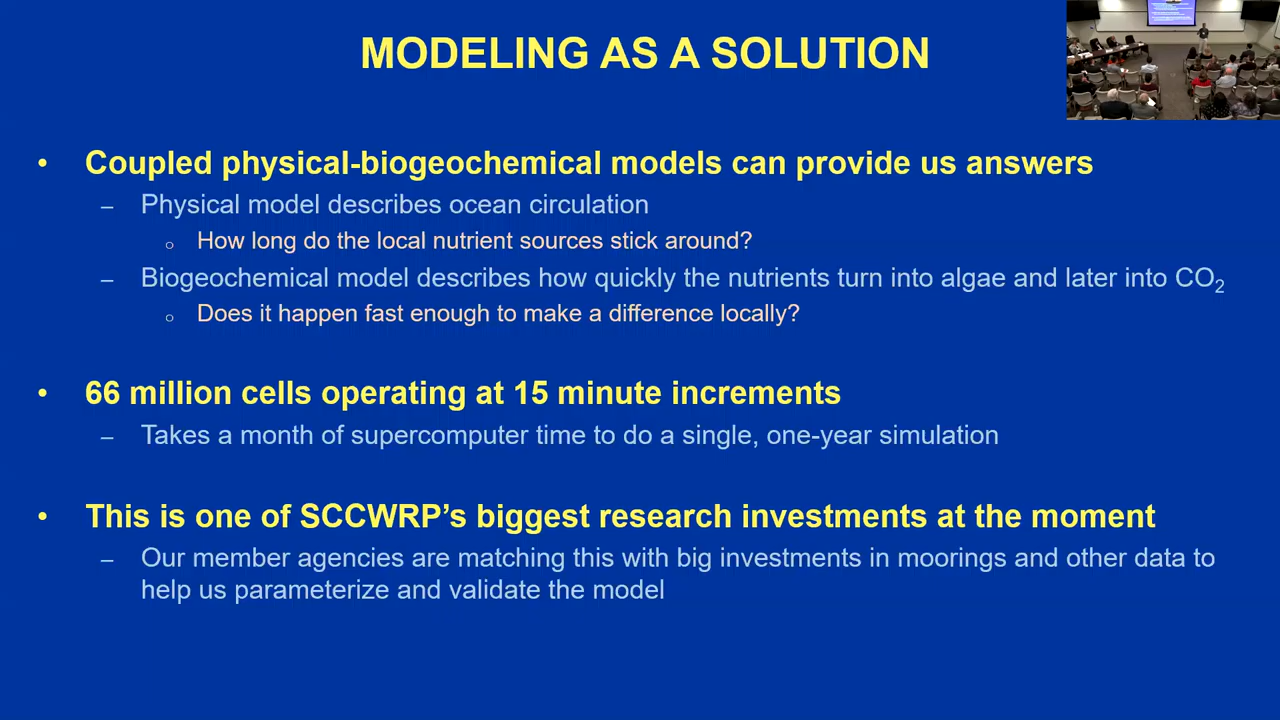 MODELING AS A SOLUTION
• Coupled physical-biogeochemical models can provide us answers
– Physical model describes ocean circulation
o How long do the local nutrient sources stick around?
– Biogeochemical model describes how quickly the nutrients turn into algae and later into CO₂
o Does it happen fast enough to make a difference locally?
• 66 million cells operating at 15 minute increments
– Takes a month of supercomputer time to do a single, one-year simulation
• This is one of SCCWRP's biggest research investments at the moment
– Our member agencies are matching this with big investments in moorings and other data to
help us parameterize and validate the model